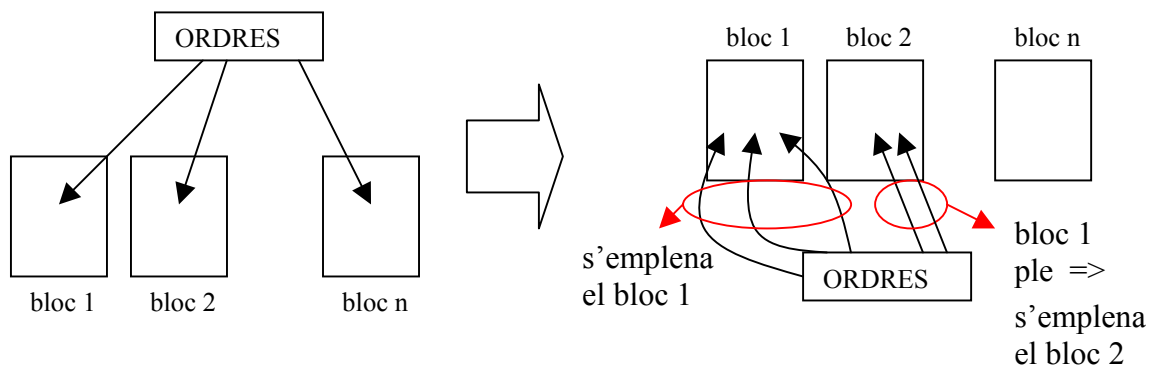 ORDRES
bloc 1
bloc 2
bloc n
bloc 1
bloc 2
bloc n
s’emplena
el bloc 1
ORDRES
bloc 1
ple =>
s’emplena
el bloc 2